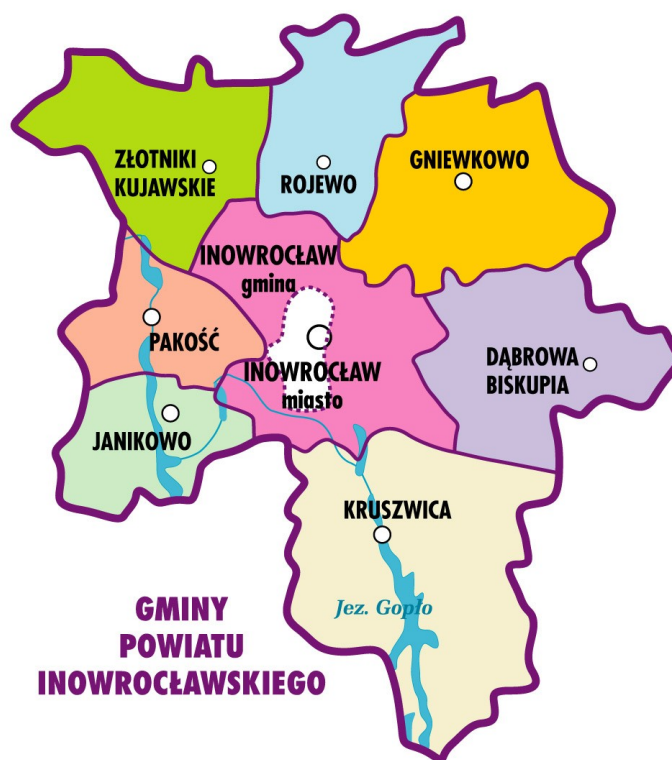 ZŁOTNIKI
KUJAWSKIE
ROJEWO
GNIEWKOWO
INOWROCŁAW
gmina
PAKOŚĆ
INOWROCŁAW
miasto
DĄBROWA
BISKUPIA
JANIKOWO
KRUSZWICA
Jez. Gopło
GMINY
POWIATU
INOWROCŁAWSKIEGO